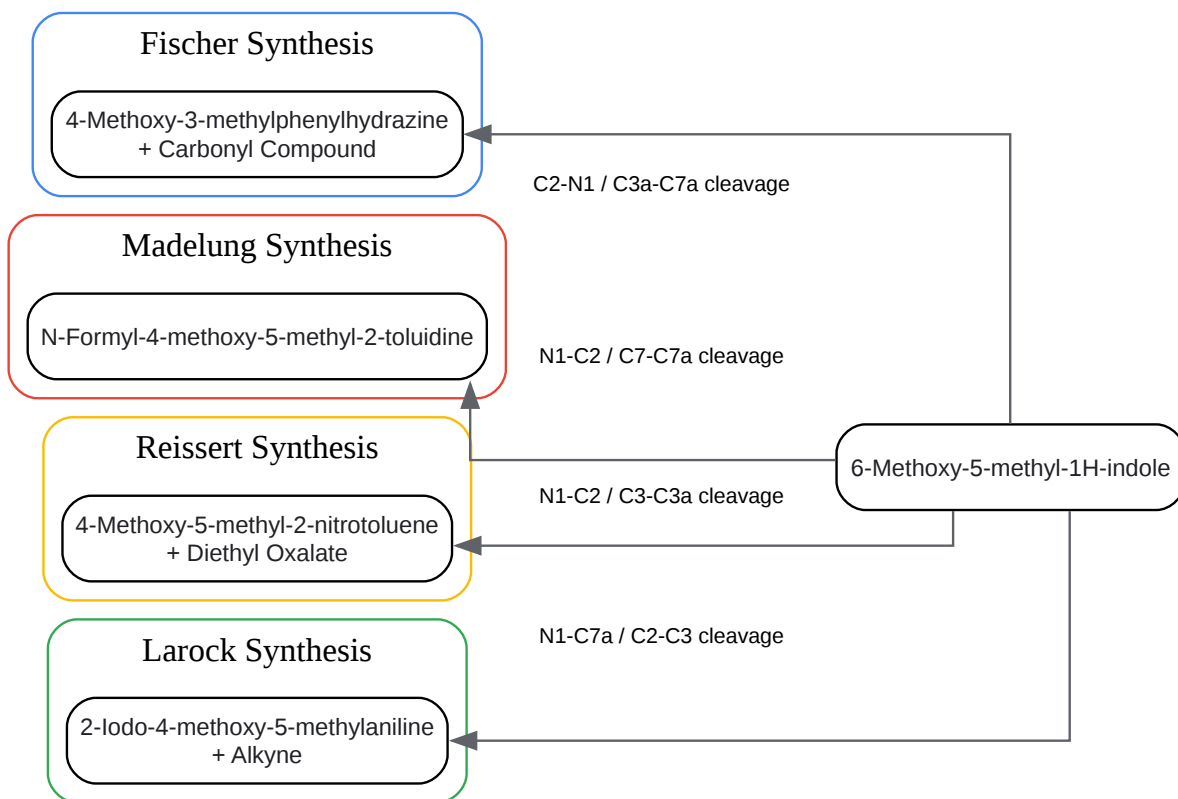 Fischer Synthesis
4-Methoxy-3-methylphenylhydrazine
+ Carbonyl Compound
C2-N1 / C3a-C7a cleavage
Madelung Synthesis
N-Formyl-4-methoxy-5-methyl-2-toluidine
N1-C2 / C7-C7a cleavage
Reissert Synthesis
6-Methoxy-5-methyl-1H-indole
N1-C2 / C3-C3a cleavage
4-Methoxy-5-methyl-2-nitrotoluene
+ Diethyl Oxalate
N1-C7a / C2-C3 cleavage
Larock Synthesis
2-Iodo-4-methoxy-5-methylaniline
+ Alkyne